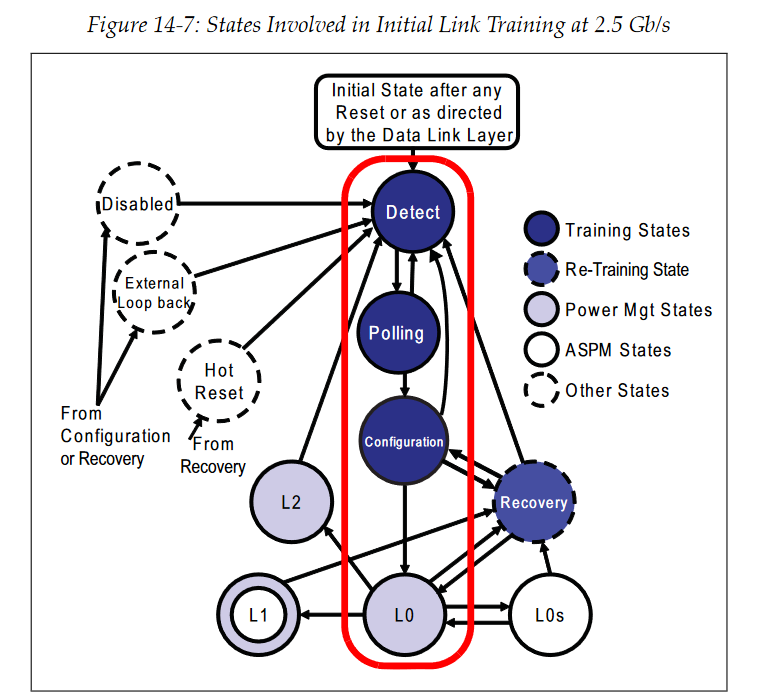 Figure 14-7: States Involved in Initial Link Training at 2.5 Gb/s
Initial State after any
Reset or as directed
by the Data Link Layer
Disabled
Detect
External
Loop back
Polling
Hot
Reset
Configuration
From
Configuration
or Recovery
From
Recovery
L2
Recovery
L1
L0
L0s
Training States
Re-Training State
Power Mgt States
ASPM States
Other States